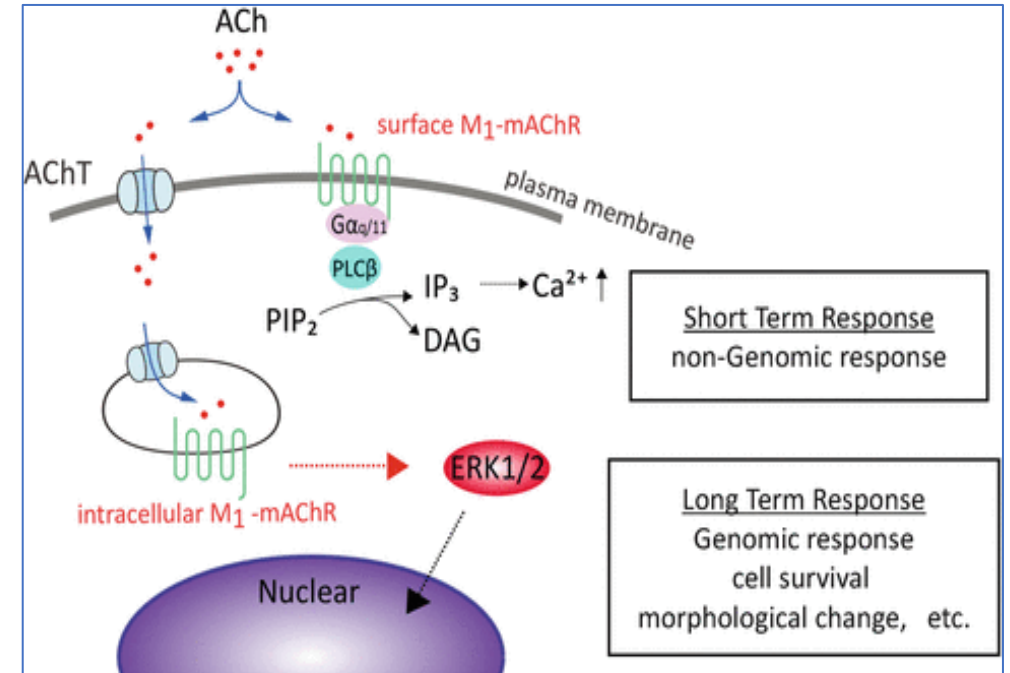 ACh
surface M₁-mAChR
AChT
plasma membrane
Gαq/11
PLCβ
PIP₂
IP₃
Ca²⁺
DAG
Short Term Response
non-Genomic response
intracellular M₁ -mAChR
ERK1/2
Nuclear
Long Term Response
Genomic response
cell survival
morphological change, etc.